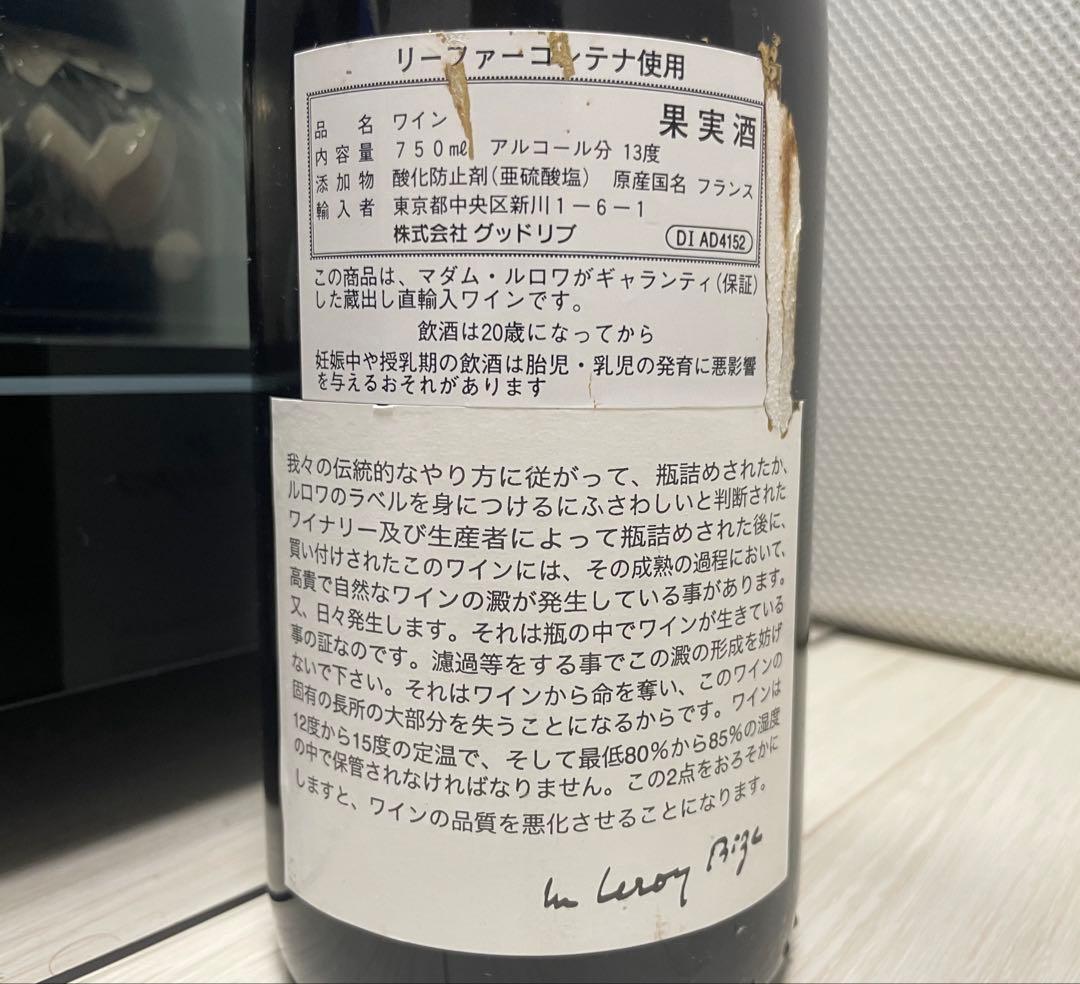 リーファーコンテナ使用
果実酒
品名 ワイン
内容量 750mℓ アルコール分 13度
添加物 酸化防止剤(亜硫酸塩) 原産国名 フランス
輸入者 東京都中央区新川1-6-1
株式会社 グッドリブ DI AD4152
この商品は、マダム・ルロワがギャランティ(保証)
した蔵出し直輸入ワインです。
飲酒は20歳になってから
妊娠中や授乳期の飲酒は胎児・乳児の発育に悪影響
を与えるおそれがあります
我々の伝統的なやり方に従がって、瓶詰めされたか、
ルロワのラベルを身につけるにふさわしいと判断された
ワイナリー及び生産者によって瓶詰めされた後に、
買い付けされたこのワインには、その成熟の過程において、
高貴で自然なワインの澱が発生している事があります。
又、日々発生します。それは瓶の中でワインが生きている
事の証なのです。濾過等をする事でこの澱の形成を妨げ
ないで下さい。それはワインから命を奪い、このワインの
固有の長所の大部分を失うことになるからです。ワインは
12度から15度の定温で、そして最低80%から85%の湿度
の中で保管されなければなりません。この2点をおろそかに
しますと、ワインの品質を悪化させることになります。
Leroy Bize